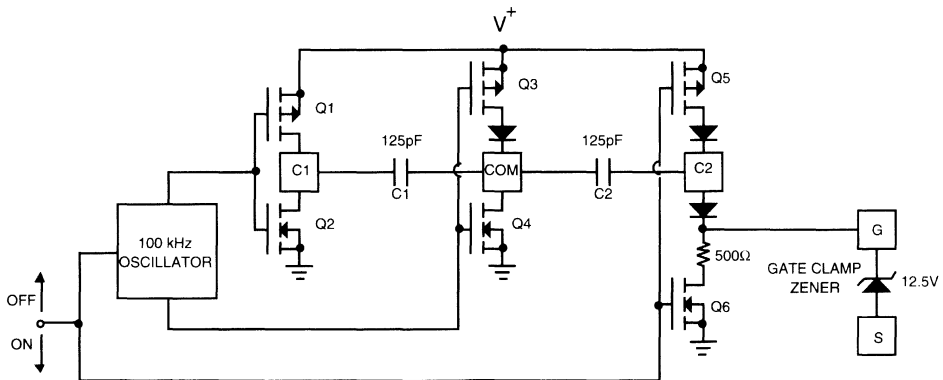 V+
Q3
Q5
Q1
125pF
125pF
C1
COM
C2
C1
C2
Q2
Q4
100 kHz
OSCILLATOR
500Ω
G
GATE CLAMP
ZENER
12.5V
OFF
Q6
ON
S